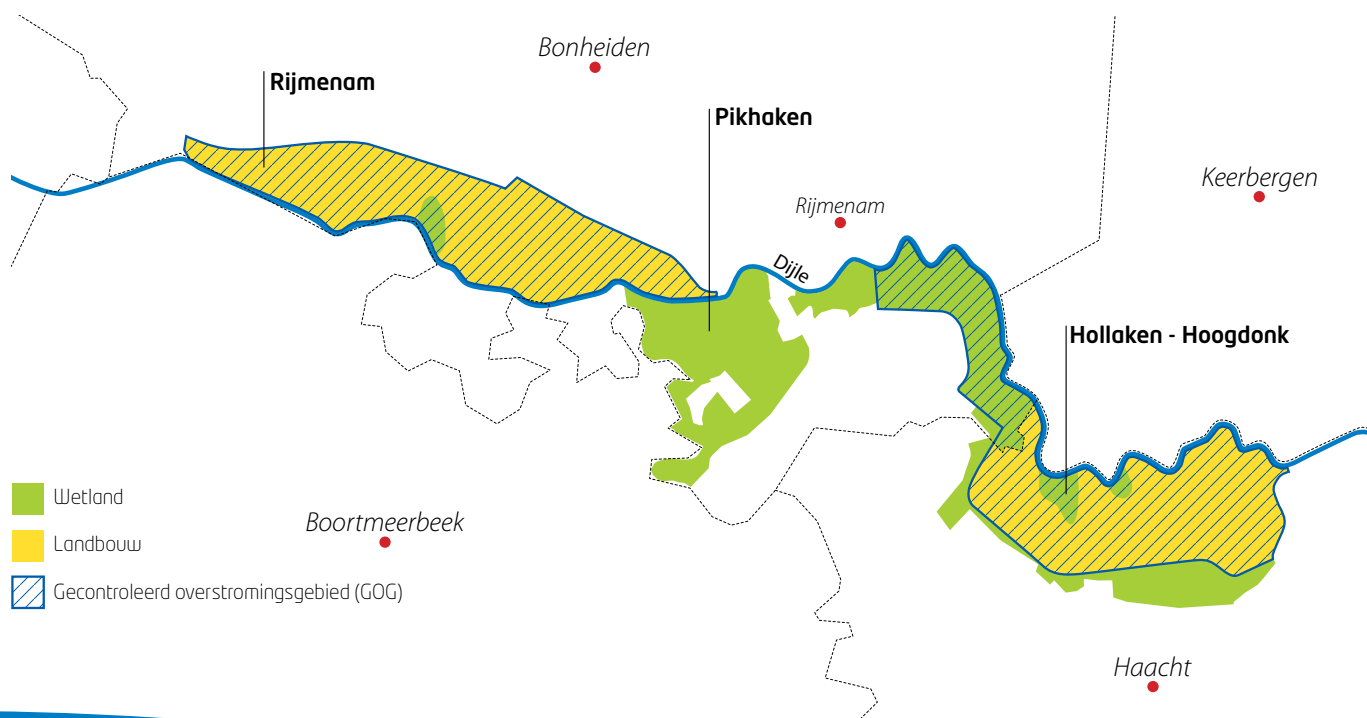 Bonheiden
Rijmenam
Pikhaken
Keerbergen
Rijmenam
Dijle
Hollaken - Hoogdonk
Wetland
Boortmeerbeek
Landbouw
Gecontroleerd overstromingsgebied (GOG)
Haacht